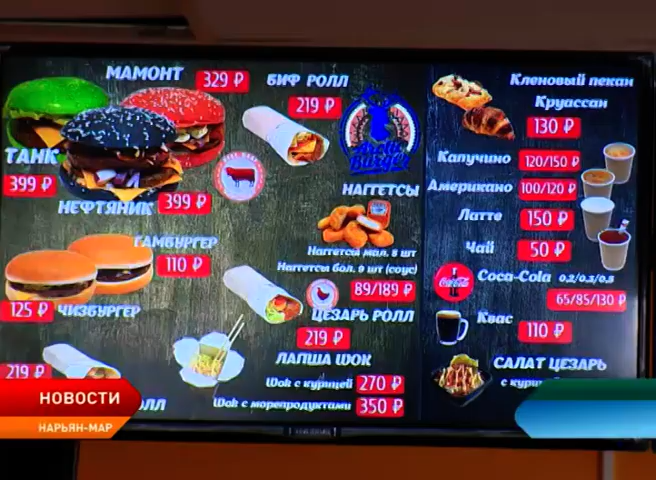 МАМОНТ 329 ₽
БИФ РОЛЛ
219 ₽
Arctic Burger
ТАНК
399 ₽
НЕФТЯНИК 399 ₽
ГАМБУРГЕР
110 ₽
125 ₽ ЧИЗБУРГЕР
НАГГЕТСЫ
Наггетсы мал. 5 шт
Наггетсы бол. 9 шт (соус)
89/189 ₽
ЦЕЗАРЬ РОЛЛ
219 ₽
ЛАПША WOK
Wok с курицей 270 ₽
Wok с морепродуктами 350 ₽
219 ₽
Кленовый пекан
Круассан
130 ₽
Капучино 120/150 ₽
Американо 100/120 ₽
Латте 150 ₽
Чай 50 ₽
Coca-Cola
Coca-Cola 0,2/0,3/0,5
65/85/130 ₽
Квас 110 ₽
САЛАТ ЦЕЗАРЬ
НОВОСТИ
НАРЬЯН-МАР